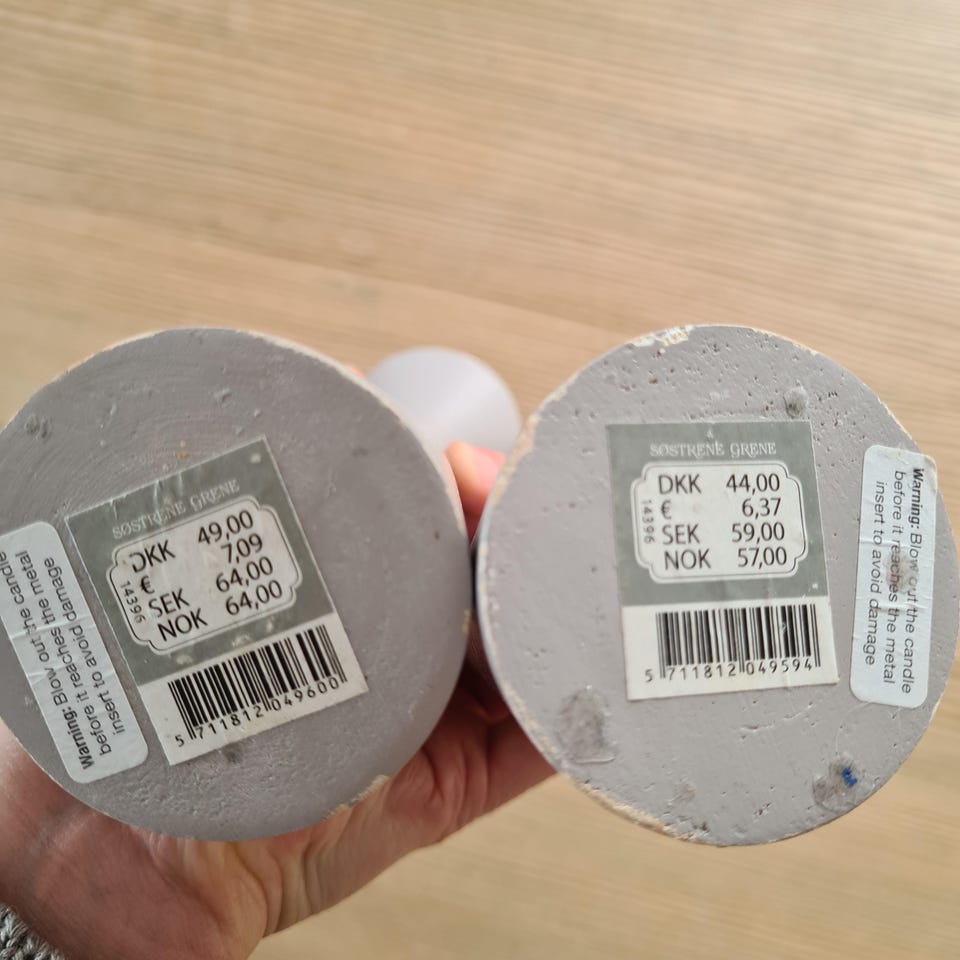 SØSTRENE GRENE
DKK 49,00
€ 7,09
SEK 64,00
NOK 64,00
14396
5 711812 049600
Warning: Blow out the candle
before it reaches the metal
insert to avoid damage
SØSTRENE GRENE
DKK 44,00
€ 6,37
SEK 59,00
NOK 57,00
14396
5 711812 049594
Warning: Blow out the candle
before it reaches the metal
insert to avoid damage